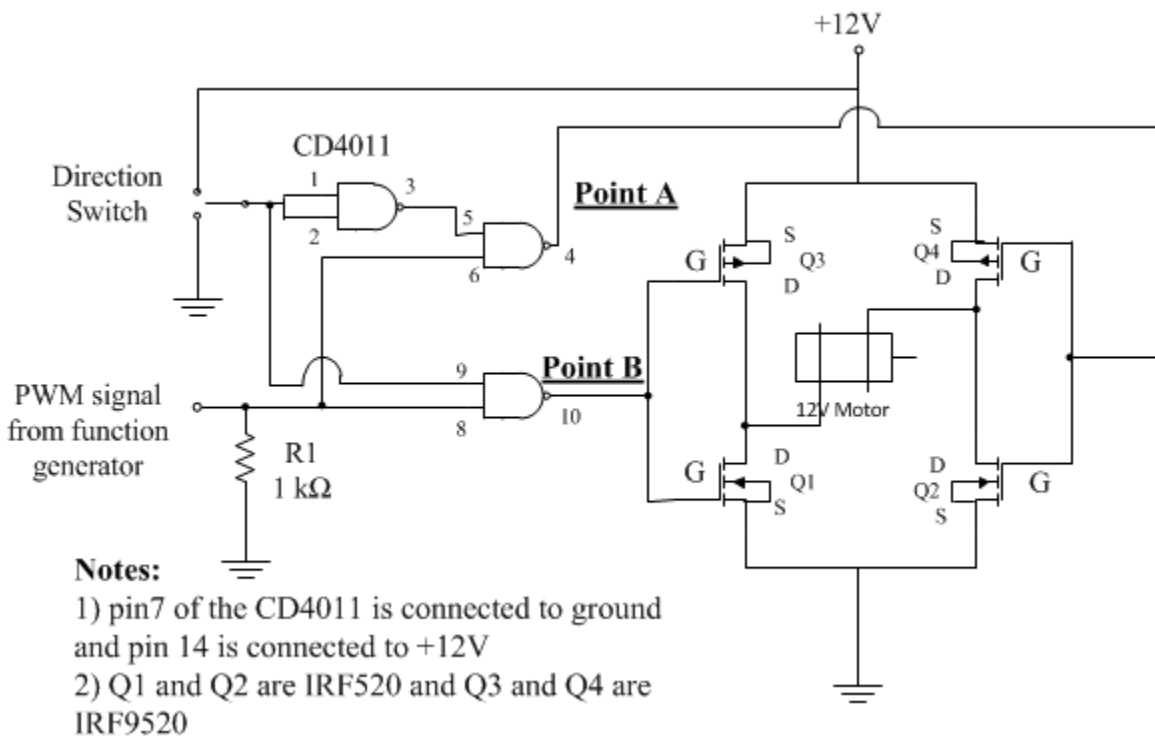 +12V
CD4011
Direction
Switch
1
2
3
5
6
4
Point A
S
G
Q3
D
S
Q4
D
G
Point B
9
8
10
12V Motor
PWM signal
from function
generator
R1
1 kΩ
G
D
Q1
S
D
Q2
S
G
Notes:
1) pin7 of the CD4011 is connected to ground
and pin 14 is connected to +12V
2) Q1 and Q2 are IRF520 and Q3 and Q4 are
IRF9520